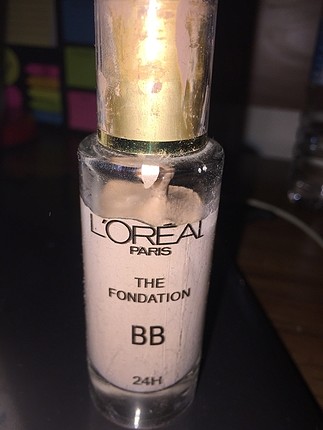 L'ORÉAL
PARIS
THE
FONDATION
BB
24H